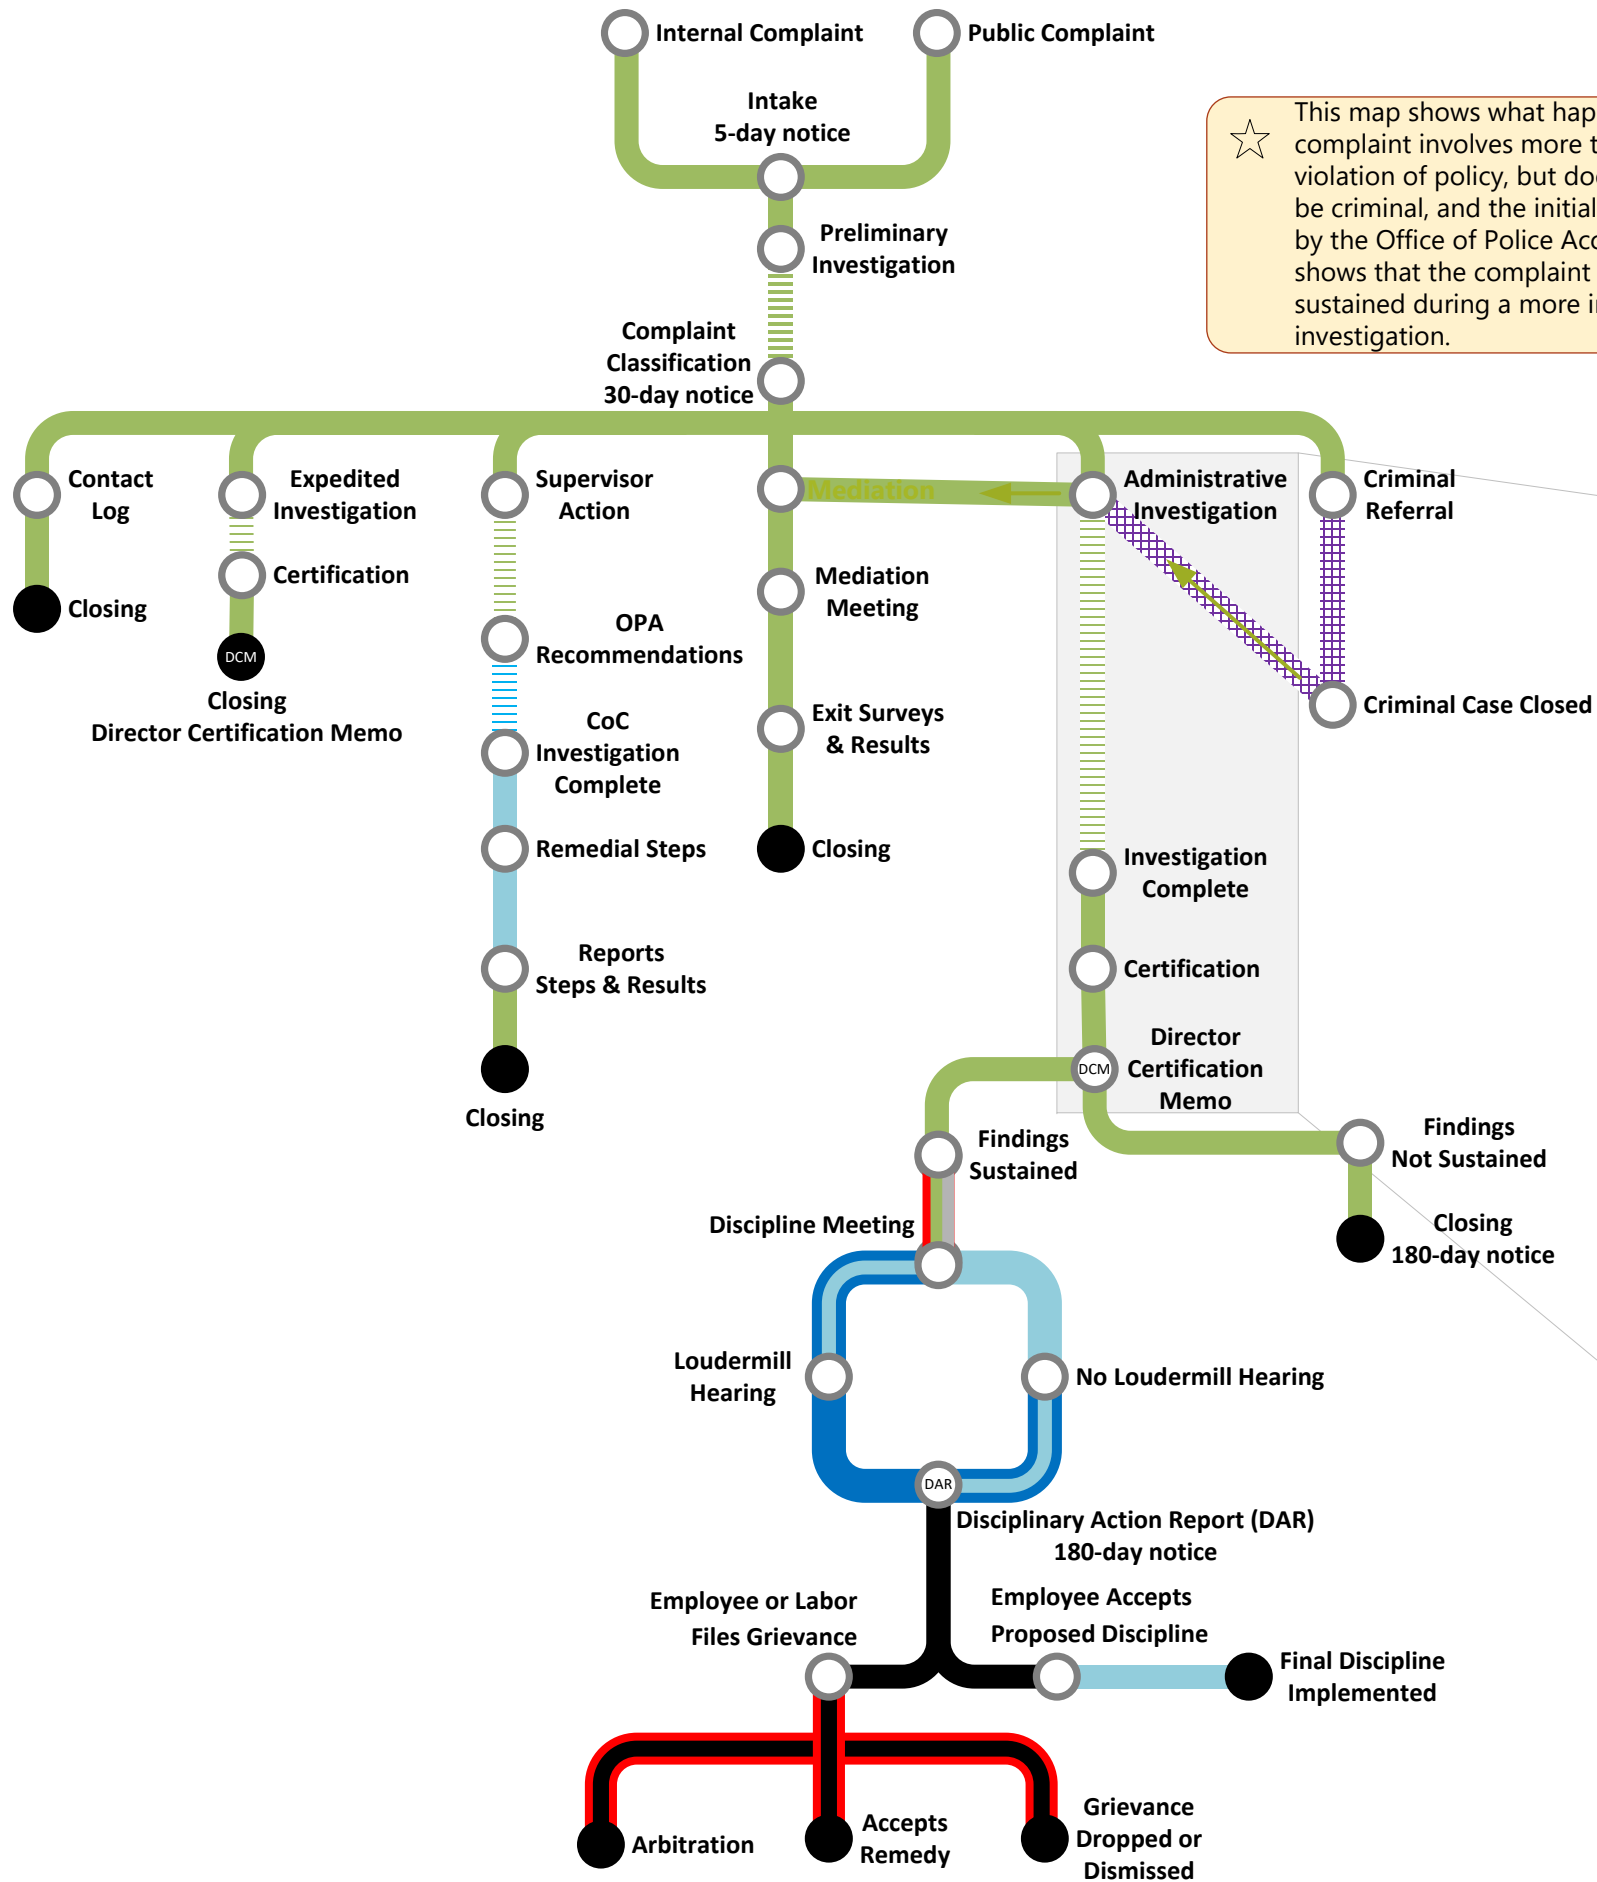 Internal Complaint
Public Complaint
Intake
5-day notice
This map shows what hap
complaint involves more t
violation of policy, but doe
be criminal, and the initial
by the Office of Police Acc
shows that the complaint
sustained during a more i
investigation.
Preliminary
Investigation
Complaint
Classification
30-day notice
Contact
Log
Expedited
Investigation
Supervisor
Action
Mediation
Administrative
Investigation
Criminal
Referral
Closing
Certification
DCM
Closing
Director Certification Memo
OPA
Recommendations
Mediation
Meeting
CoC
Investigation
Complete
Exit Surveys
& Results
Criminal Case Closed
Remedial Steps
Closing
Investigation
Complete
Reports
Steps & Results
Certification
Closing
DCM
Director
Certification
Memo
Findings
Sustained
Findings
Not Sustained
Discipline Meeting
Closing
180-day notice
Loudermill
Hearing
No Loudermill Hearing
DAR
Disciplinary Action Report (DAR)
180-day notice
Employee or Labor
Files Grievance
Employee Accepts
Proposed Discipline
Final Discipline
Implemented
Arbitration
Accepts
Remedy
Grievance
Dropped or
Dismissed